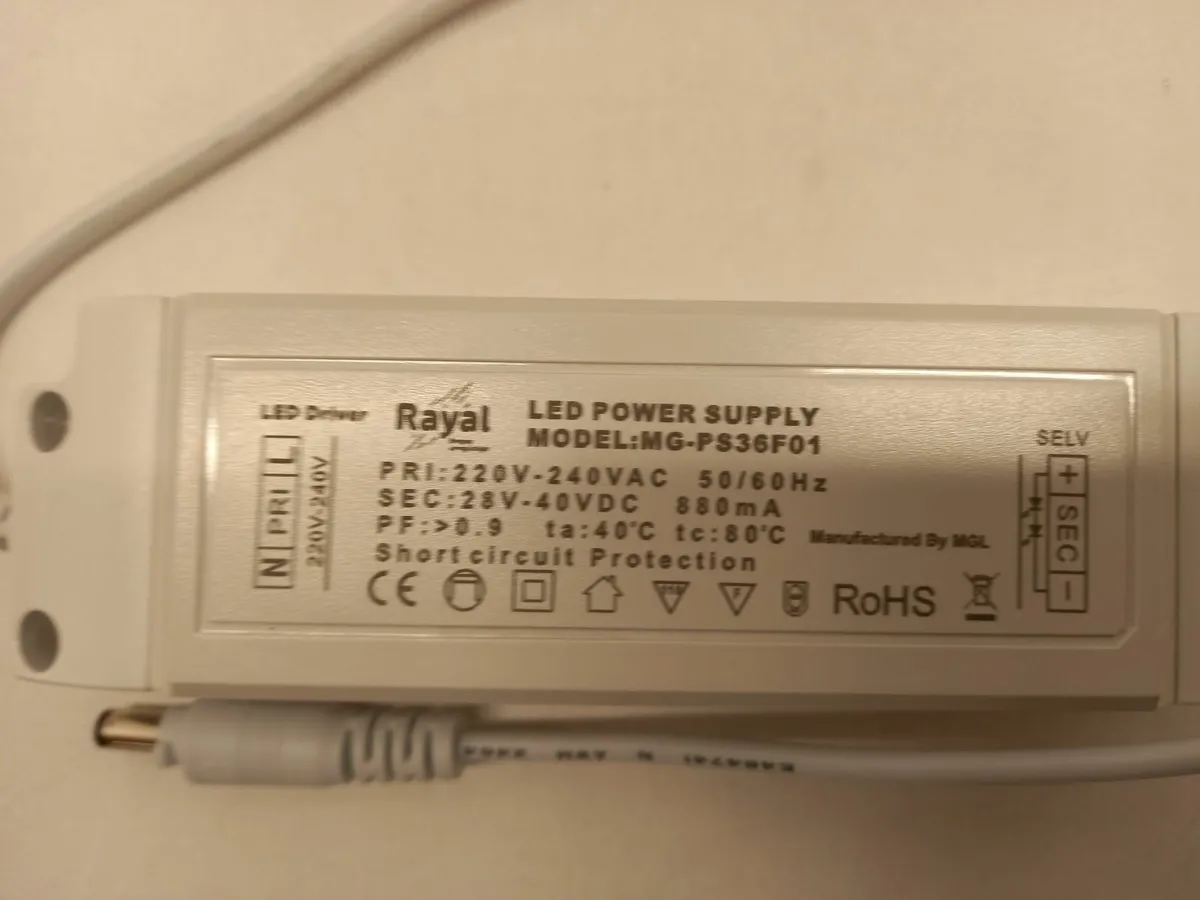 LED Driver
Rayal
LED POWER SUPPLY
MODEL:MG-PS36F01
PRI:220V-240VAC 50/60Hz
SEC:28V-40VDC 880mA
PF:>0.9 ta:40°C tc:80°C Manufactured By MGL
Short circuit Protection
CE
F
RoHS
N PRI L
220V-240V
SELV
+ SEC -
AWM